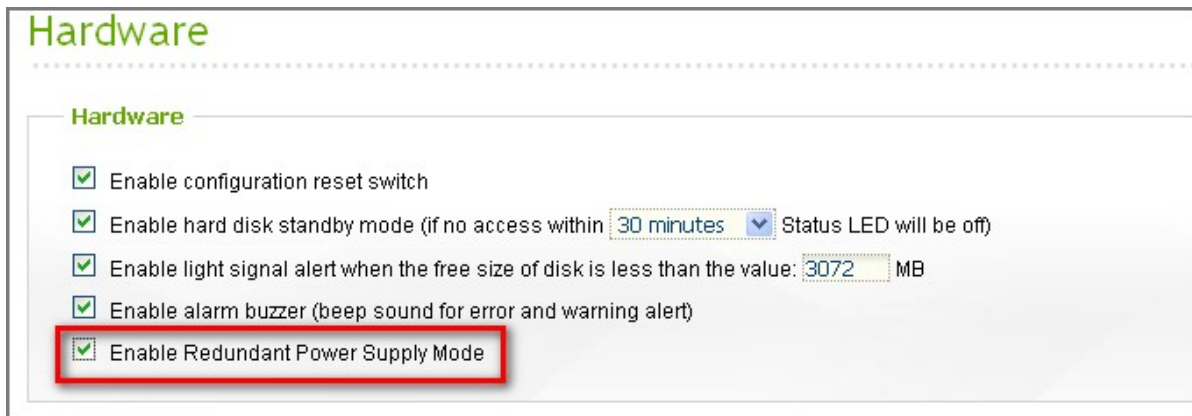 Hardware
Hardware
Enable configuration reset switch
Enable hard disk standby mode (if no access within 30 minutes Status LED will be off)
Enable light signal alert when the free size of disk is less than the value: 3072 MB
Enable alarm buzzer (beep sound for error and warning alert)
Enable Redundant Power Supply Mode